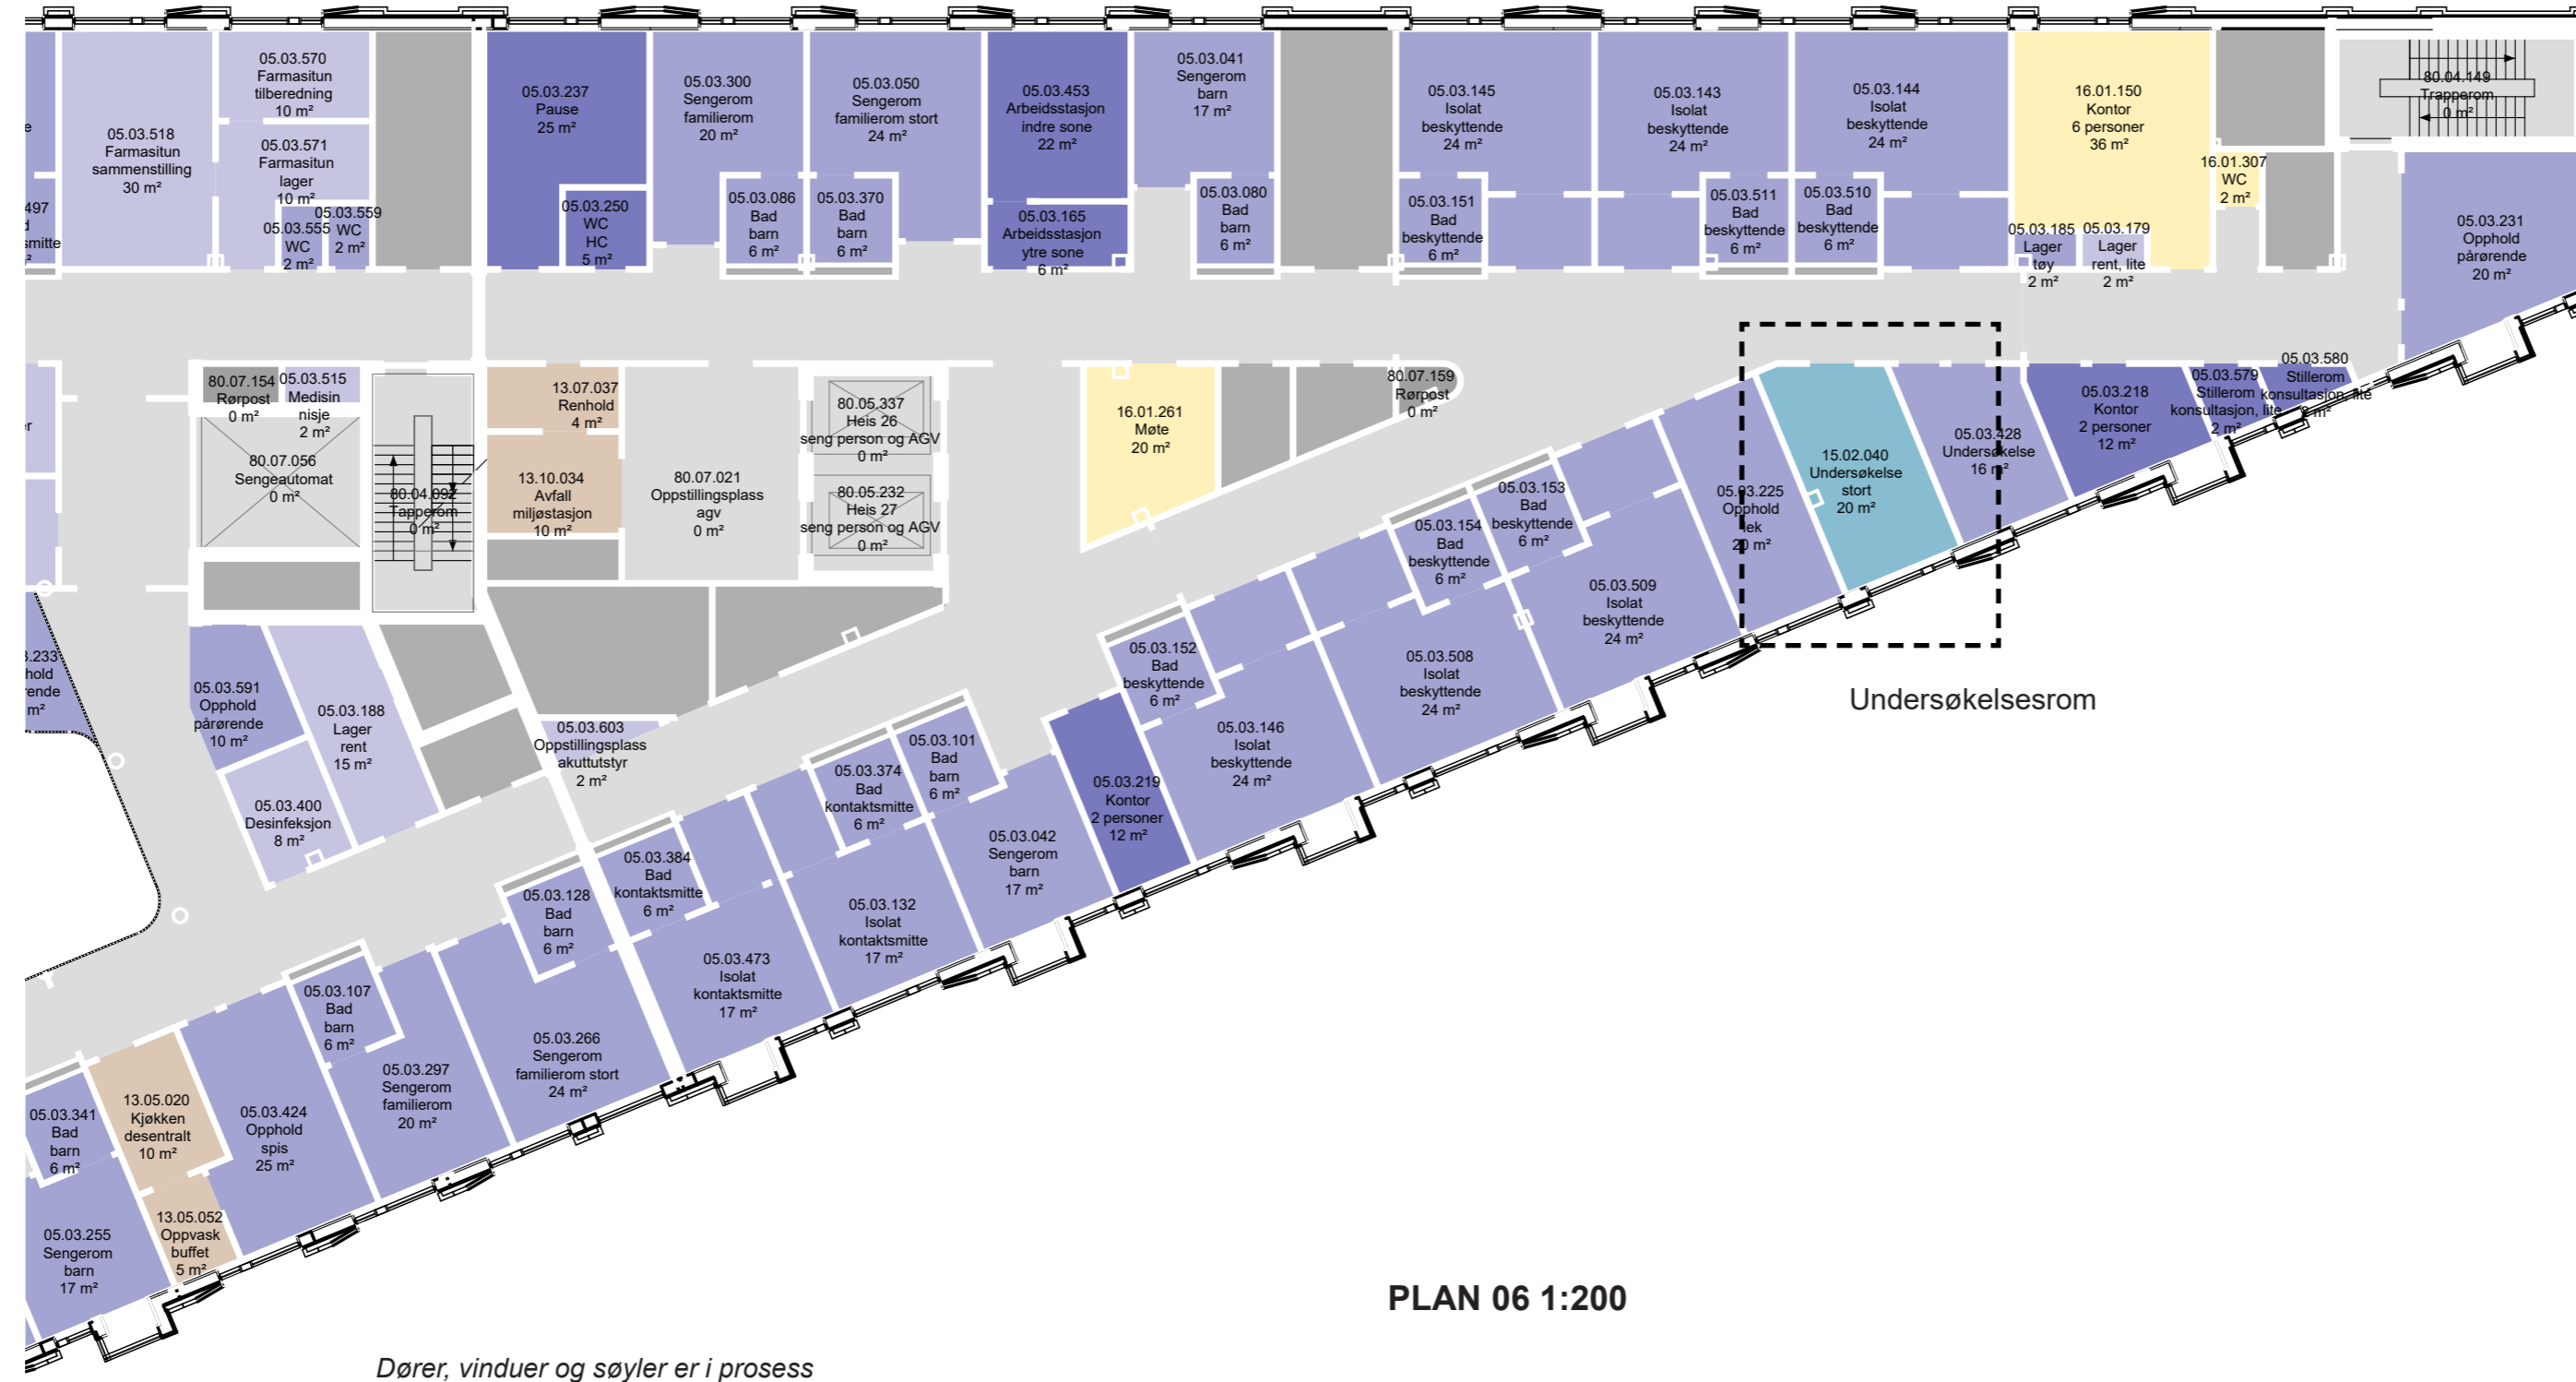 05.03.570
Farmasitun
tilberedning
10 m²
05.03.518
Farmasitun
sammenstilling
30 m²
05.03.571
Farmasitun
lager
10 m²
05.03.555
WC
2 m²
05.03.559
WC
2 m²
05.03.237
Pause
25 m²
05.03.250
WC
HC
5 m²
05.03.300
Sengerom
familierom
20 m²
05.03.086
Bad
barn
6 m²
05.03.050
Sengerom
familierom stort
24 m²
05.03.370
Bad
barn
6 m²
05.03.453
Arbeidsstasjon
indre sone
22 m²
05.03.165
Arbeidsstasjon
ytre sone
6 m²
05.03.041
Sengerom
barn
17 m²
05.03.080
Bad
barn
6 m²
05.03.145
Isolat
beskyttende
24 m²
05.03.151
Bad
beskyttende
6 m²
05.03.143
Isolat
beskyttende
24 m²
05.03.511
Bad
beskyttende
6 m²
05.03.144
Isolat
beskyttende
24 m²
05.03.510
Bad
beskyttende
6 m²
16.01.150
Kontor
6 personer
36 m²
05.03.185
Lager
tøy
2 m²
05.03.179
Lager
rent, lite
2 m²
16.01.307
WC
2 m²
80.04.149
Trapperom
0 m²
05.03.231
Opphold
pårørende
20 m²
497
smitte
e
80.07.154
Rørpost
0 m²
05.03.515
Medisin
nisje
2 m²
80.07.056
Sengeautomat
0 m²
80.04.092
Tapperom
0 m²
13.07.037
Renhold
4 m²
13.10.034
Avfall
miljøstasjon
10 m²
80.07.021
Oppstillingsplass
agv
0 m²
80.05.337
Heis 26
seng person og AGV
0 m²
80.05.232
Heis 27
seng person og AGV
0 m²
16.01.261
Møte
20 m²
80.07.159
Rørpost
0 m²
05.03.225
Opphold
lek
20 m²
15.02.040
Undersøkelse
stort
20 m²
05.03.428
Undersøkelse
16 m²
05.03.218
Kontor
2 personer
12 m²
05.03.579
Stillerom
konsultasjon, lite
2 m²
05.03.580
Stillerom
konsultasjon, lite
05.03.153
Bad
beskyttende
6 m²
05.03.154
Bad
beskyttende
6 m²
05.03.509
Isolat
beskyttende
24 m²
05.03.508
Isolat
beskyttende
24 m²
05.03.152
Bad
beskyttende
6 m²
05.03.146
Isolat
beskyttende
24 m²
Undersøkelsesrom
3.233
hold
ende
m²
05.03.591
Opphold
pårørende
10 m²
05.03.188
Lager
rent
15 m²
05.03.400
Desinfeksjon
8 m²
05.03.603
Oppstillingsplass
akuttutstyr
2 m²
05.03.219
Kontor
2 personer
12 m²
05.03.101
Bad
barn
6 m²
05.03.374
Bad
kontaktsmitte
6 m²
05.03.042
Sengerom
barn
17 m²
05.03.384
Bad
kontaktsmitte
6 m²
05.03.132
Isolat
kontaktsmitte
17 m²
05.03.128
Bad
barn
6 m²
05.03.473
Isolat
kontaktsmitte
17 m²
05.03.107
Bad
barn
6 m²
05.03.266
Sengerom
familierom stort
24 m²
05.03.297
Sengerom
familierom
20 m²
05.03.424
Opphold
spis
25 m²
13.05.020
Kjøkken
desentralt
10 m²
05.03.341
Bad
barn
6 m²
13.05.052
Oppvask
buffet
5 m²
05.03.255
Sengerom
barn
17 m²
PLAN 06 1:200
Dører, vinduer og søyler er i prosess